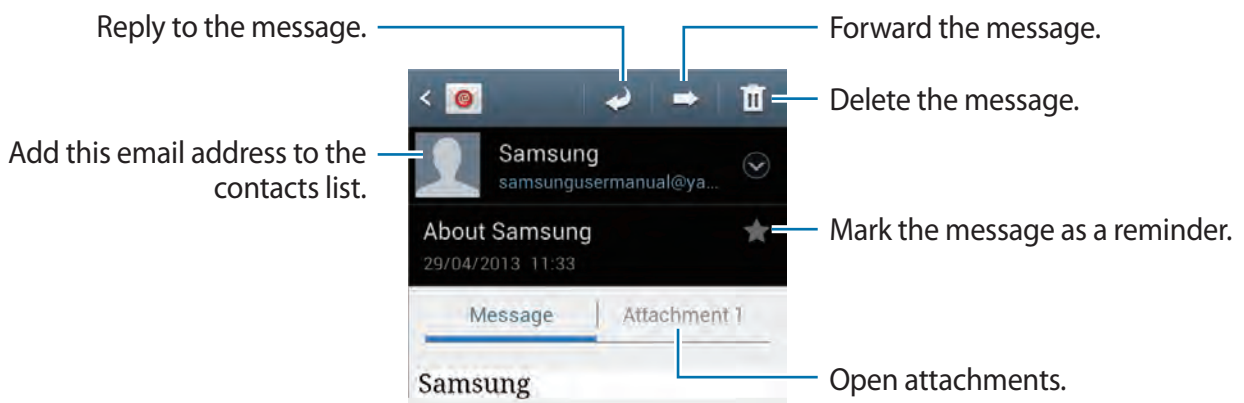 Reply to the message.
Forward the message.
Delete the message.
Add this email address to the
contacts list.
Samsung
samsungusermanual@ya...
About Samsung
29/04/2013 11:33
Mark the message as a reminder.
Message
Attachment 1
Open attachments.
Samsung